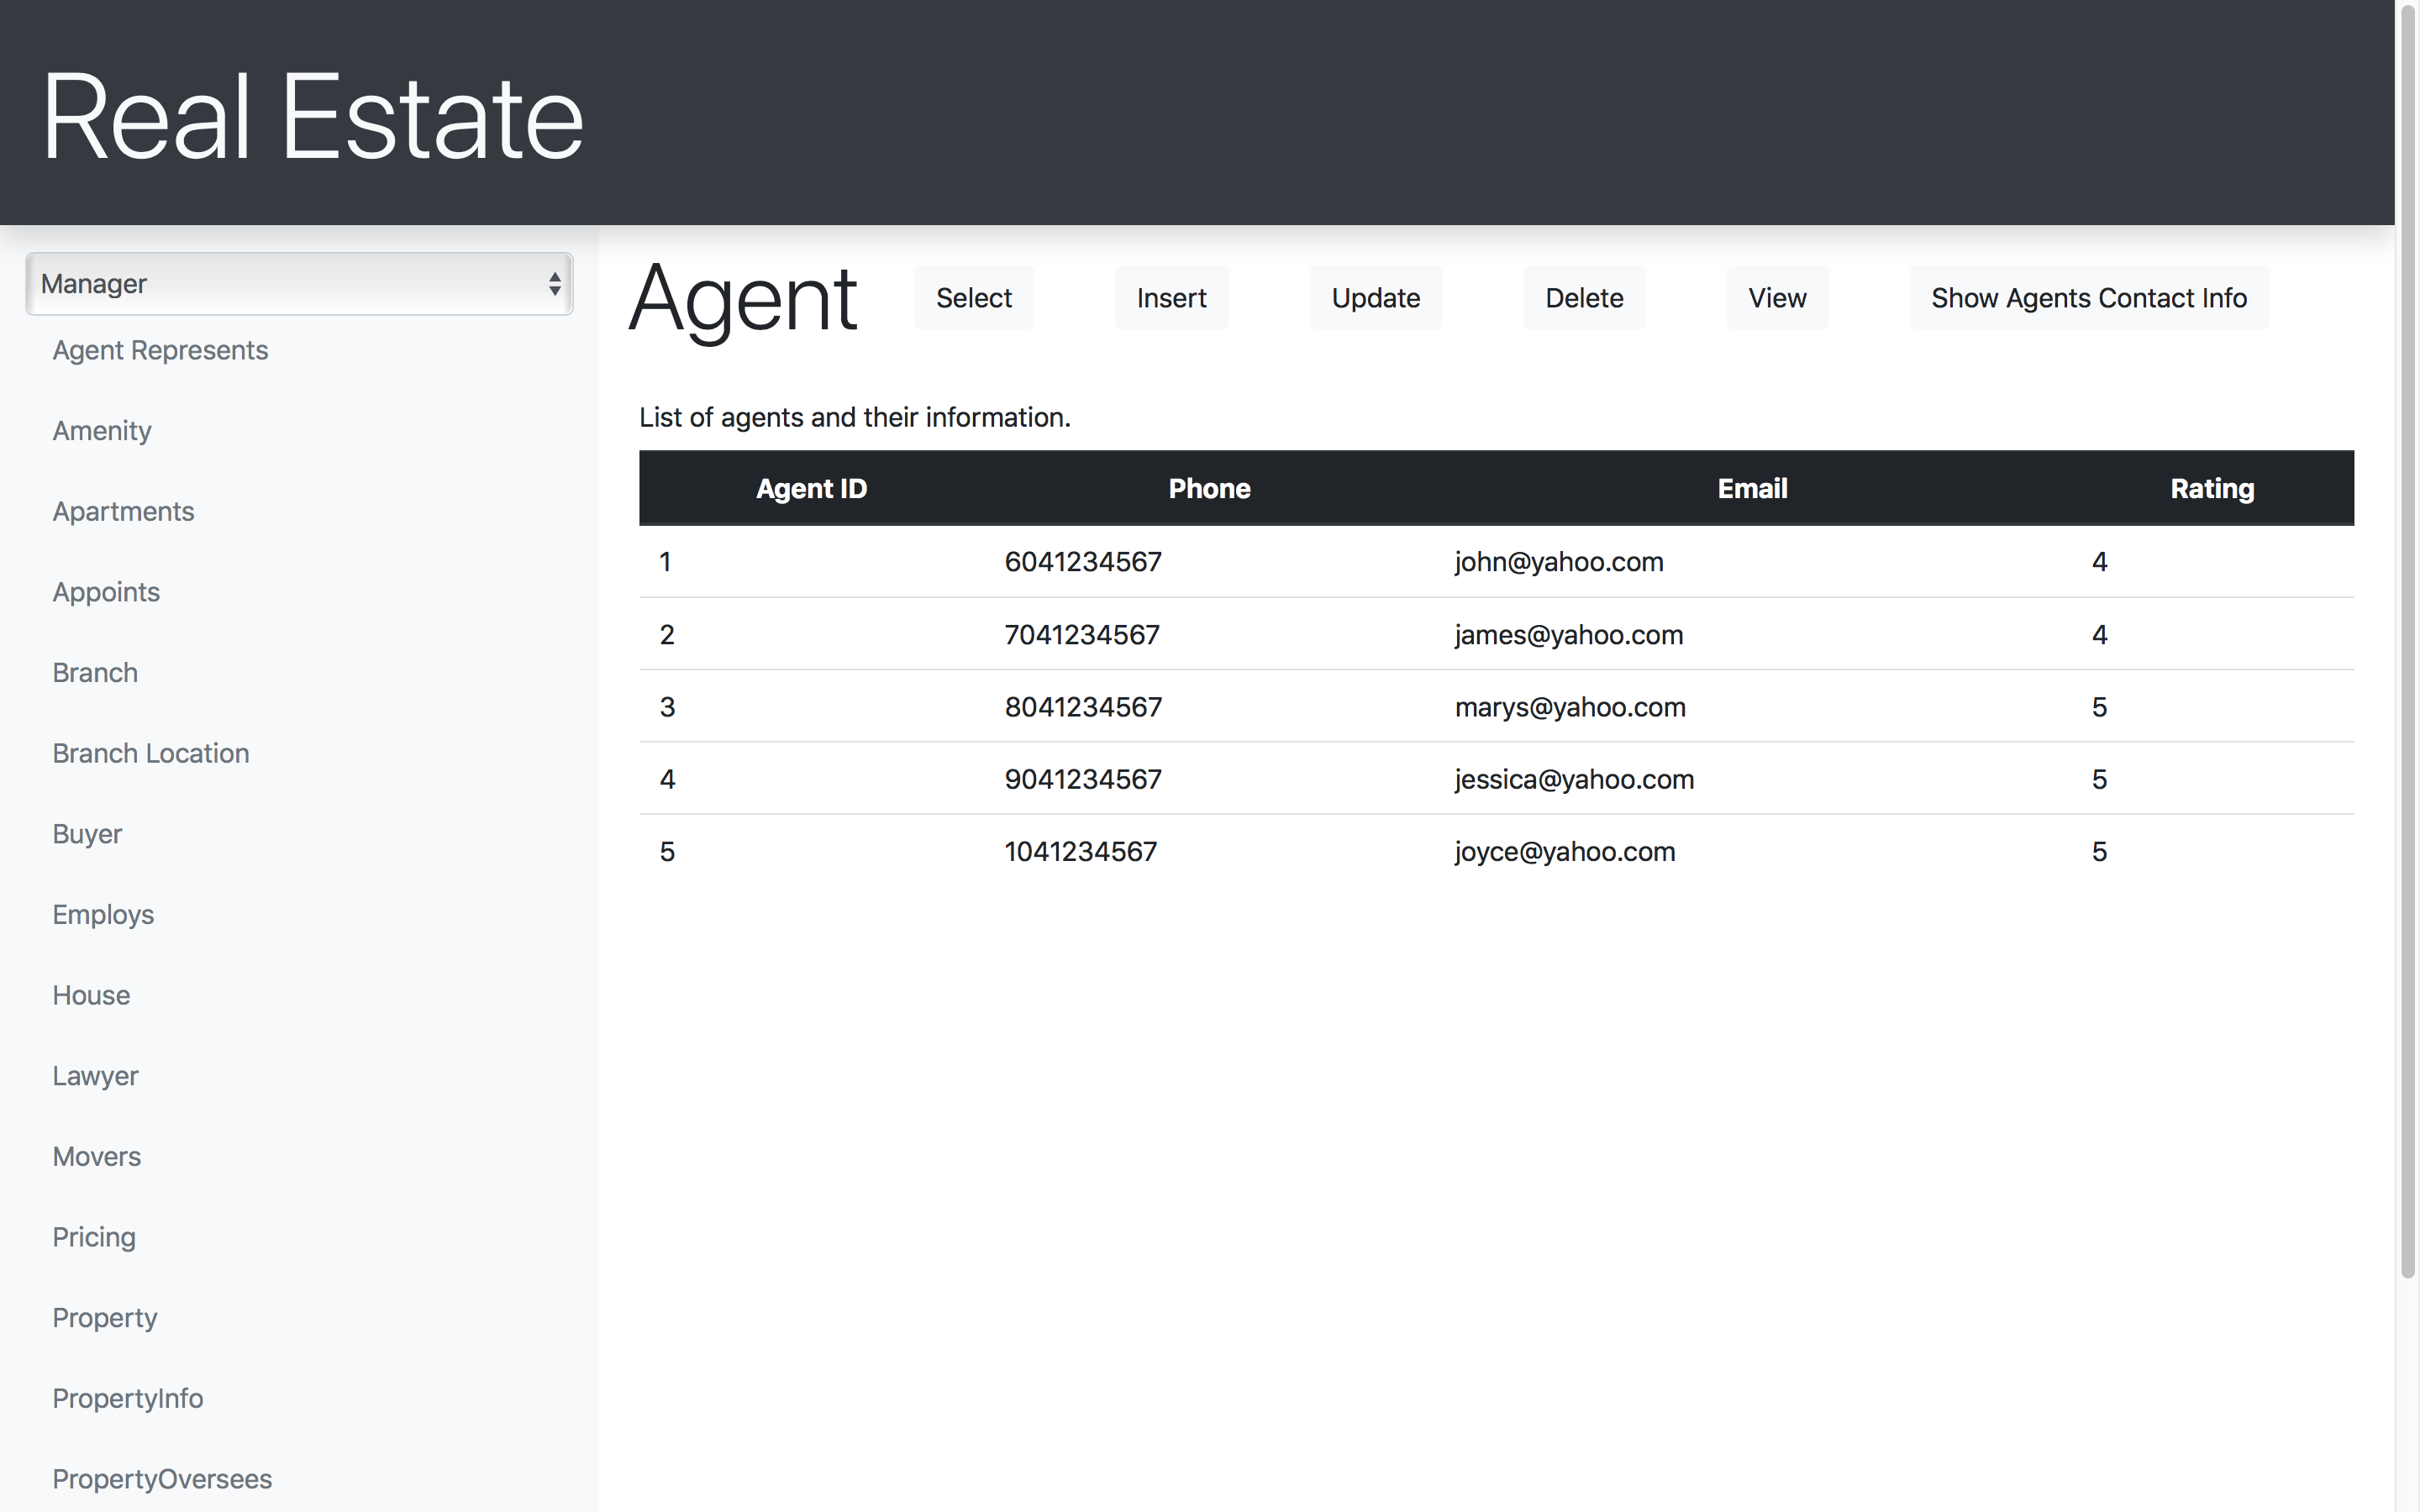 Real Estate
Manager
Agent Represents
Amenity
Apartments
Appoints
Branch
Branch Location
Buyer
Employs
House
Lawyer
Movers
Pricing
Property
PropertyInfo
PropertyOversees
Agent Select Insert Update Delete View Show Agents Contact Info
List of agents and their information.
Agent ID Phone Email Rating
1 6041234567 john@yahoo.com 4
2 7041234567 james@yahoo.com 4
3 8041234567 marys@yahoo.com 5
4 9041234567 jessica@yahoo.com 5
5 1041234567 joyce@yahoo.com 5